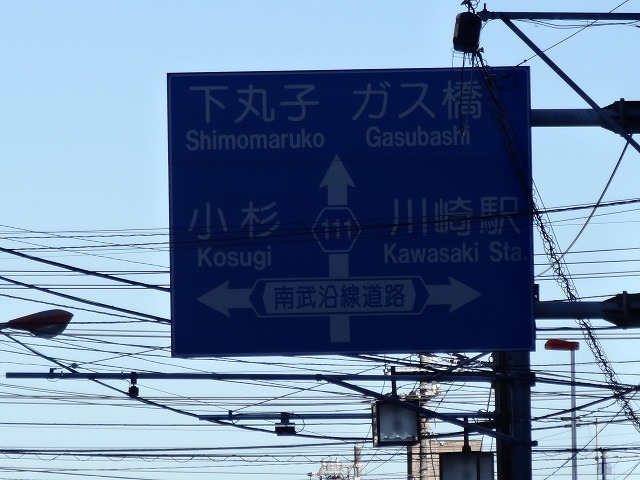 下丸子 ガス橋
Shimomaruko Gasubashi
小杉 111 川崎駅
Kosugi Kawasaki Sta.
南武沿線道路